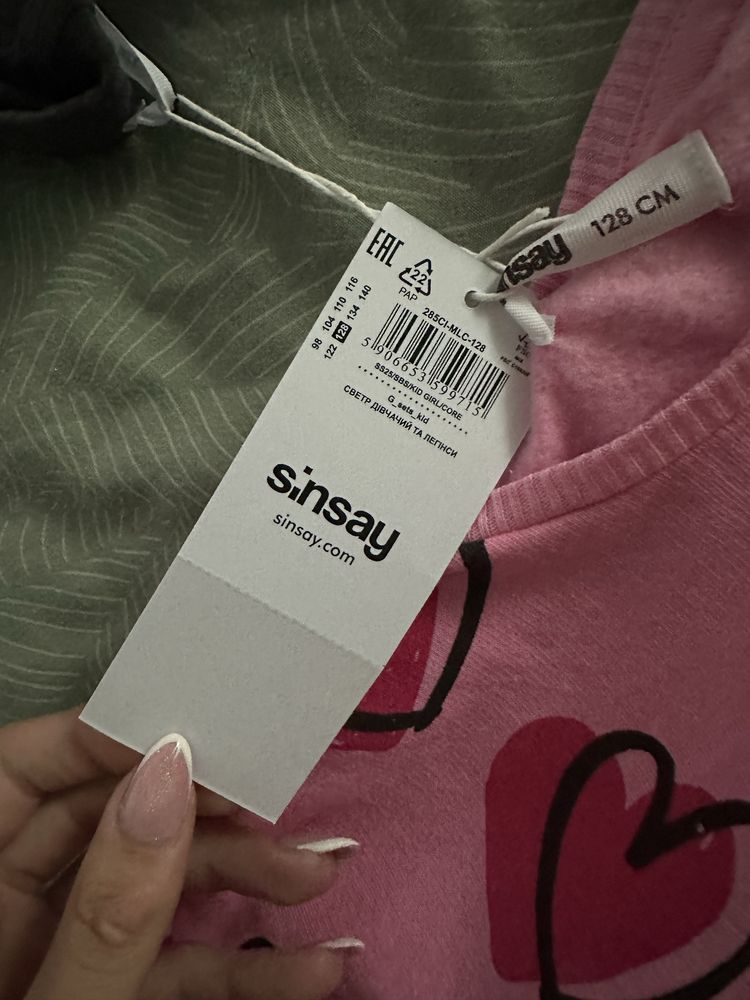 sinsay 128 CM
EAC
22
PAP
98 104 110 116
122 128 134 140
285CI-MLC-128
5 906653 599715
SS25/SBS/KID GIRL/CORE
G_sets_kid
СВЕТР ДІВЧАЧИЙ ТА ЛЕГІНСИ
sinsay
sinsay.com